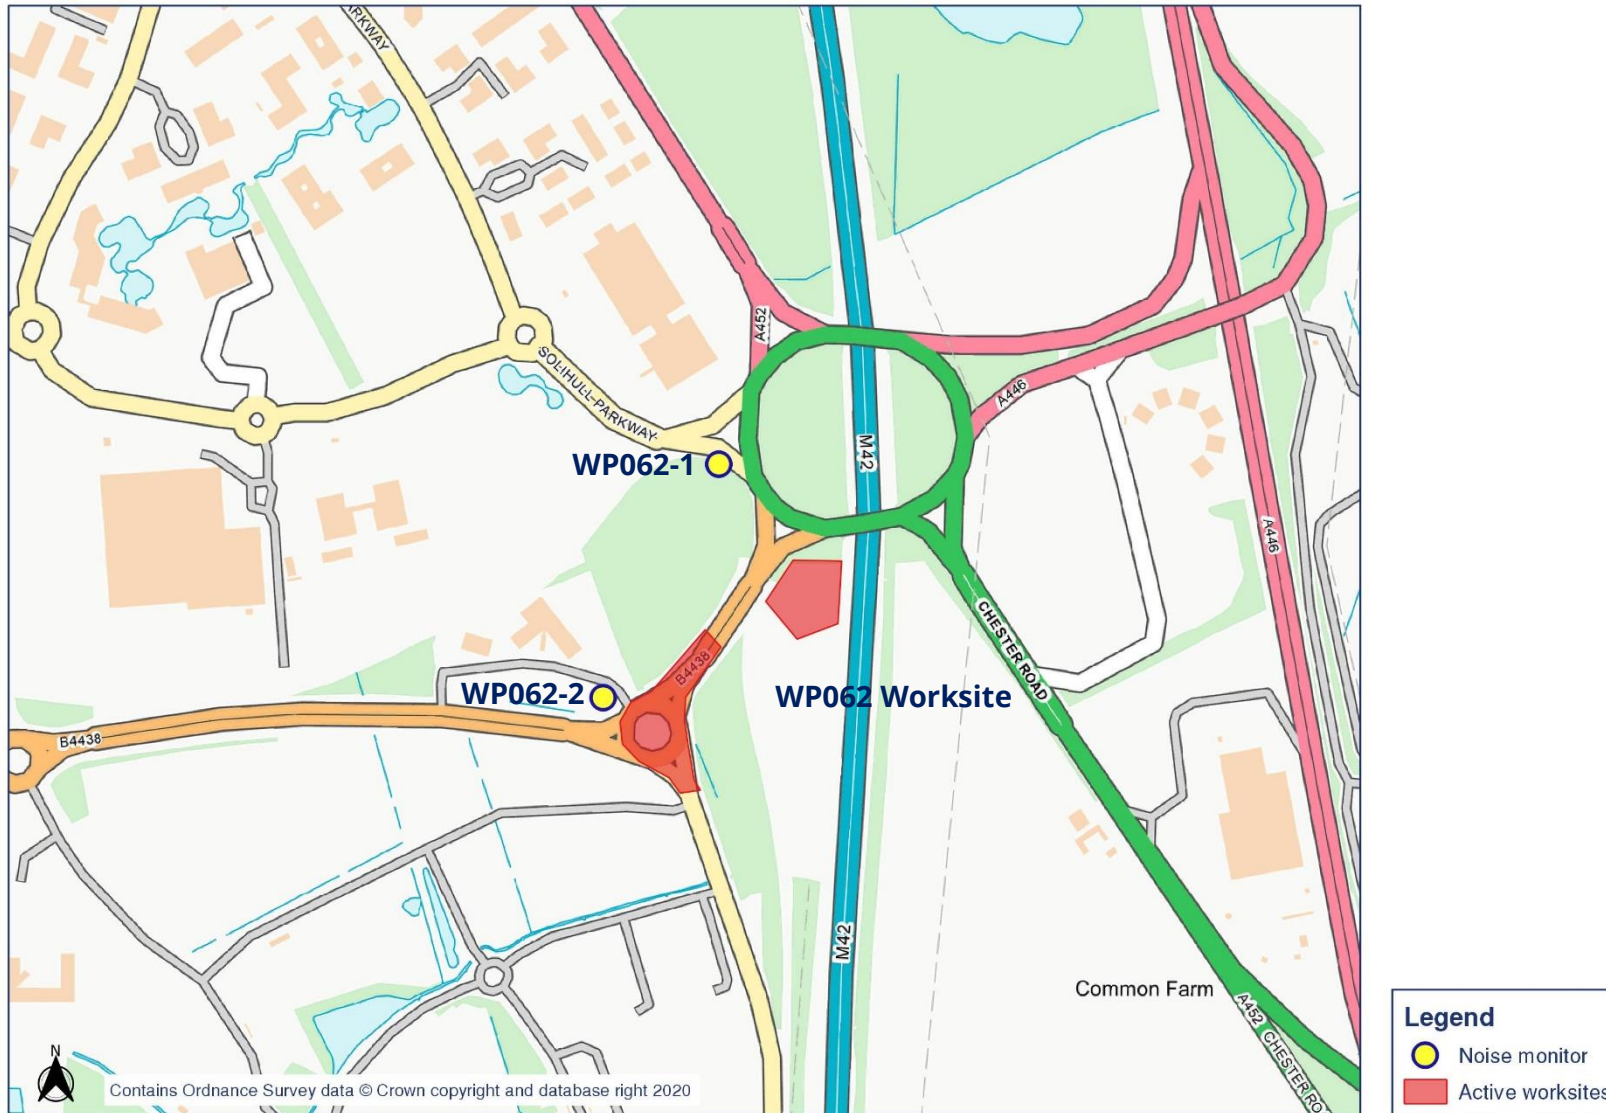 ARKWAY
A452
SOLIHULL PARKWAY
A446
M42
WP062-1
A446
CHESTER ROAD
B4438
WP062-2
WP062 Worksite
B4438
M42
Common Farm
A452 CHESTER RO
Legend
Noise monitor
Active worksites
N
Contains Ordnance Survey data © Crown copyright and database right 2020